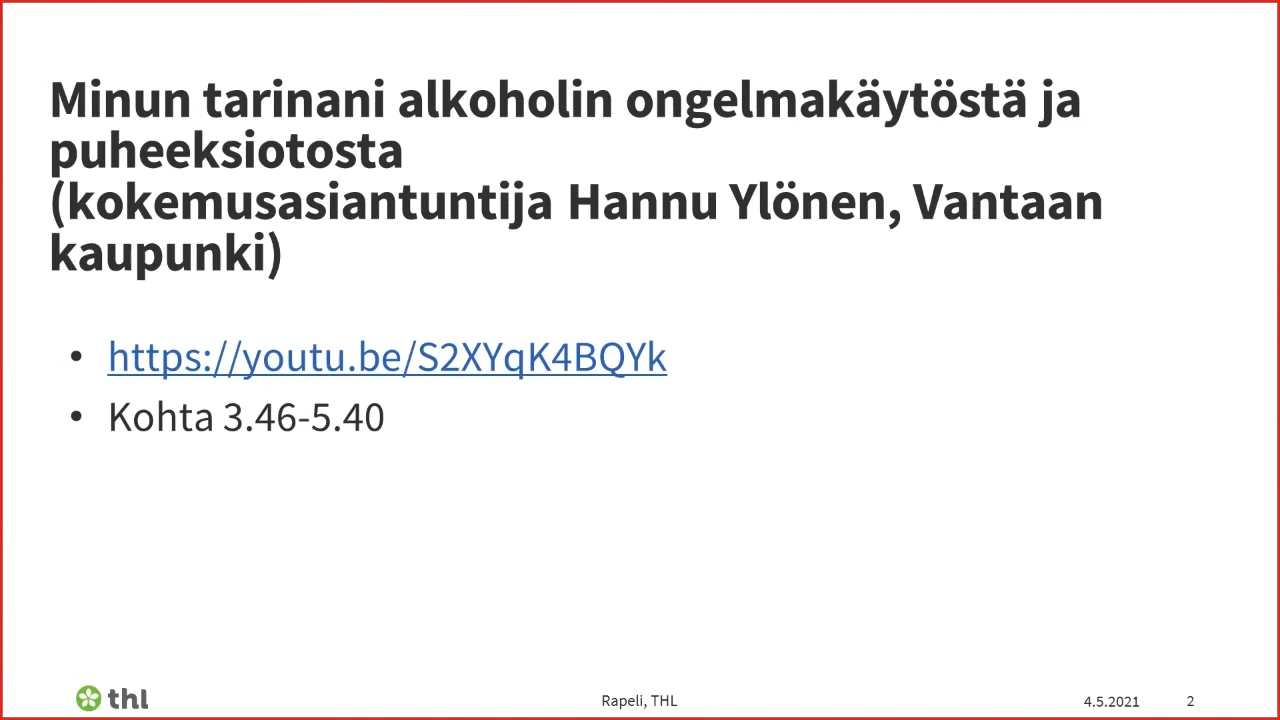 Minun tarinani alkoholin ongelmakäytöstä ja
puheeksiotosta
(kokemusasiantuntija Hannu Ylönen, Vantaan
kaupunki)
• https://youtu.be/S2XYqK4BQYk
• Kohta 3.46-5.40
thl
Rapeli, THL
4.5.2021
2